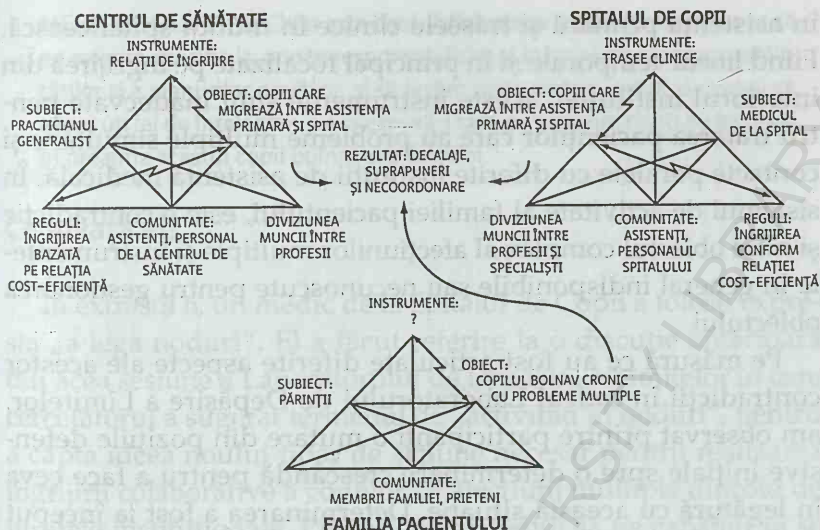 CENTRUL DE SĂNĂTATE
INSTRUMENTE:
RELAȚII DE ÎNGRIJIRE
SUBIECT:
PRACTICIANUL
GENERALIST
OBIECT: COPIII CARE
MIGREAZĂ ÎNTRE ASISTENȚA
PRIMARĂ ȘI SPITAL
REGULI:
ÎNGRIJIREA
BAZATĂ
PE RELAȚIA
COST–EFICIENȚĂ
COMUNITATE:
ASISTENȚI, PERSONAL
DE LA CENTRUL DE
SĂNĂTATE
DIVIZIUNEA
MUNCII ÎNTRE
PROFESII
REZULTAT: DECALAJE,
SUPRAPUNERI
ȘI NECOORDONARE
SPITALUL DE COPII
INSTRUMENTE:
TRASEE CLINICE
OBIECT: COPIII CARE
MIGREAZĂ ÎNTRE ASISTENȚA
PRIMARĂ ȘI SPITAL
SUBIECT:
MEDICUL
DE LA SPITAL
DIVIZIUNEA
MUNCII ÎNTRE
PROFESII ȘI
SPECIALIȘTI
COMUNITATE:
ASISTENȚI,
PERSONALUL
SPITALULUI
REGULI:
ÎNGRIJIREA
CONFORM
RELAȚIEI
COST–EFICIENȚĂ
INSTRUMENTE:
?
SUBIECT:
PĂRINȚII
OBIECT:
COPILUL BOLNAV CRONIC
CU PROBLEME MULTIPLE
COMUNITATE:
MEMBRII FAMILIEI, PRIETENI
FAMILIA PACIENTULUI